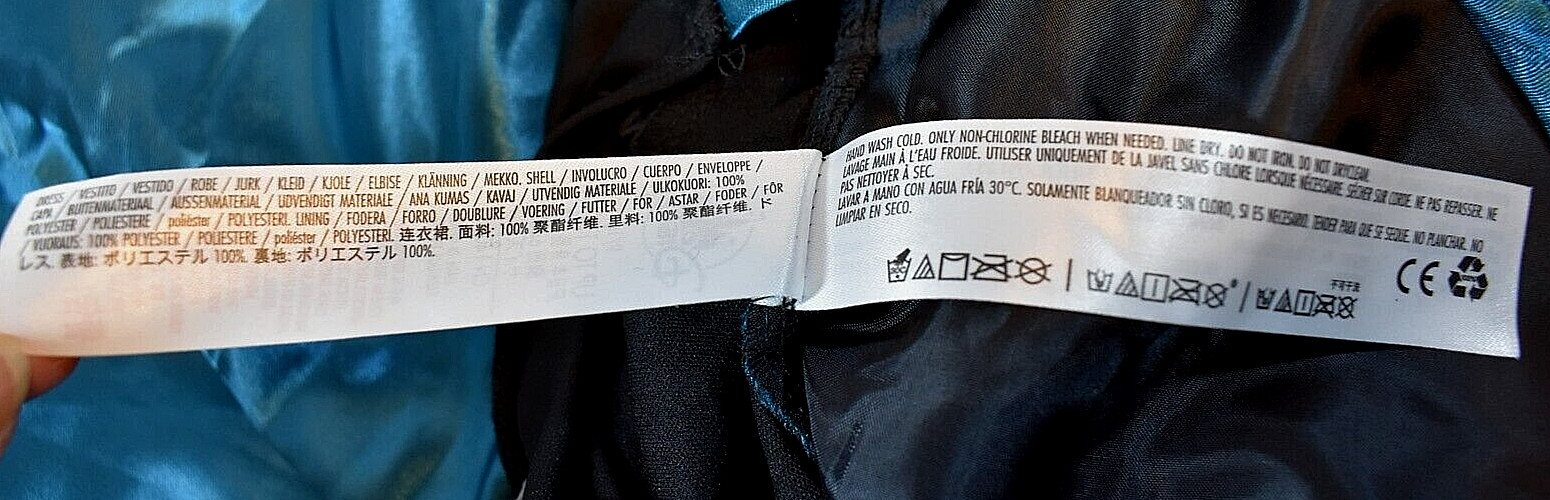 DRESS / VESTITO / VESTIDO / ROBE / JURK / KLEID / KJOLE / ELBISE / KLÄNNING / MEKKO. SHELL / INVOLUCRO / CUERPO / ENVELOPPE /
CAPA / BUITENMATERIAAL / AUSSENMATERIAL / UDVENDIGT MATERIALE / ANA KUMAS / KAVAJ / UTVENDIG MATERIALE / ULKOKUORI: 100%
POLYESTER / POLIESTERE / poliéster / POLYESTERI. LINING / FODERA / FORRO / DOUBLURE / VOERING / FUTTER / FOR / ASTAR / FODER / FÔR
/ VUORAUS: 100% POLYESTER / POLIESTERE / poliéster / POLYESTERI. 连衣裙. 面料: 100% 聚酯纤维. 里料: 100% 聚酯纤维. ド
レス. 表地: ポリエステル 100%. 裏地: ポリエステル 100%.
HAND WASH COLD. ONLY NON-CHLORINE BLEACH WHEN NEEDED. LINE DRY. DO NOT IRON. DO NOT DRYCLEAN.
LAVAGE MAIN À L'EAU FROIDE. UTILISER UNIQUEMENT DE LA JAVEL SANS CHLORE LORSQUE NÉCESSAIRE. SÉCHER SUR CORDE. NE PAS REPASSER. NE
PAS NETTOYER À SEC.
LAVAR A MANO CON AGUA FRÍA 30°C. SOLAMENTE BLANQUEADOR SIN CLORO, SI ES NECESARIO. TENDER PARA QUE SE SEQUE. NO PLANCHAR. NO
LIMPIAR EN SECO.
不可干洗
CE